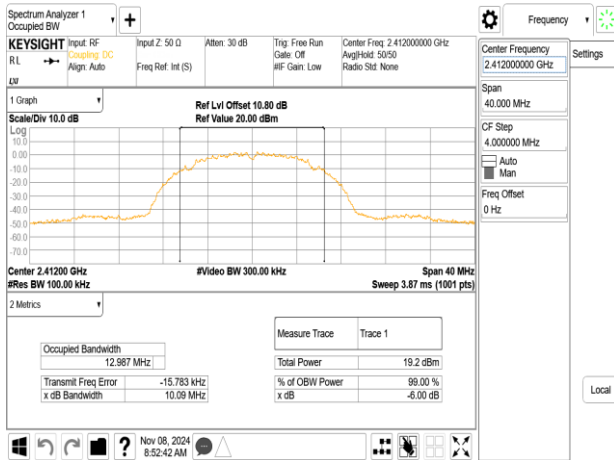 Spectrum Analyzer 1
Occupied BW
Frequency
KEYSIGHT
Input: RF
Input Z: 50 Ω
Atten: 30 dB
Trig: Free Run
Center Freq: 2.412000000 GHz
RL
Coupling: DC
Gate: Off
Avg|Hold: 50/50
Align: Auto
Freq Ref: Int (S)
#IF Gain: Low
Radio Std: None
LXI
Center Frequency
2.412000000 GHz
Settings
Span
40.000 MHz
CF Step
4.000000 MHz
Auto
Man
Freq Offset
0 Hz
Local
1 Graph
Ref Lvl Offset 10.80 dB
Scale/Div 10.0 dB
Ref Value 20.00 dBm
Log
10.0
0.00
-10.0
-20.0
-30.0
-40.0
-50.0
-60.0
-70.0
Center 2.41200 GHz
#Video BW 300.00 kHz
Span 40 MHz
#Res BW 100.00 kHz
Sweep 3.87 ms (1001 pts)
2 Metrics
Occupied Bandwidth
12.987 MHz
Transmit Freq Error -15.783 kHz
x dB Bandwidth 10.09 MHz
Measure Trace Trace 1
Total Power 19.2 dBm
% of OBW Power 99.00 %
x dB -6.00 dB
?
Nov 08, 2024
8:52:42 AM